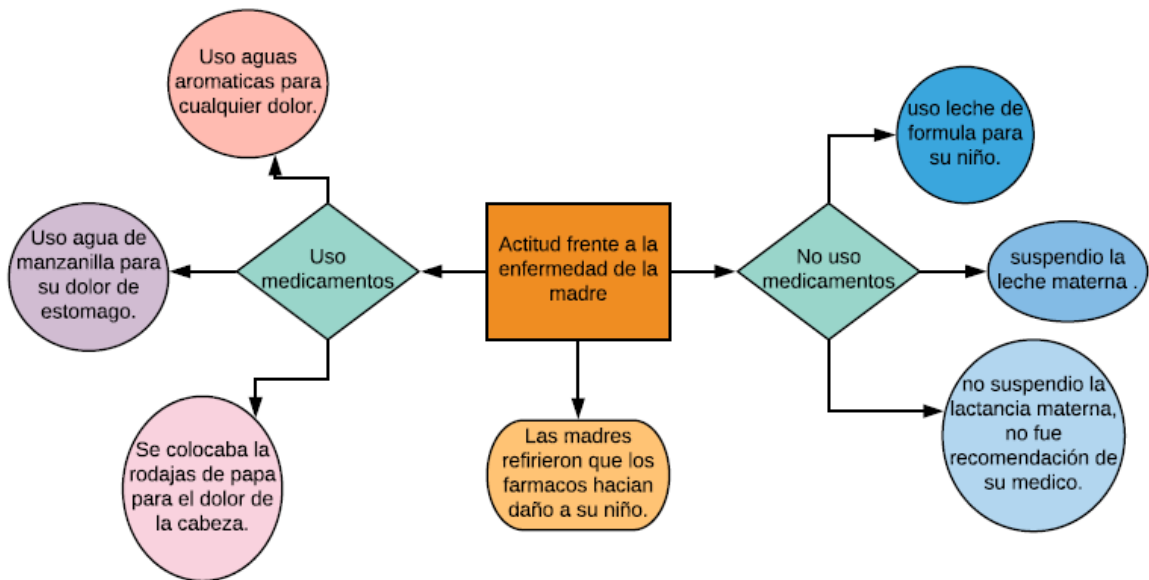 Uso aguas
aromaticas para
cualquier dolor.
uso leche de
formula para
su niño.
Uso agua de
manzanilla para
su dolor de
estomago.
Uso
medicamentos
Actitud frente a la
enfermedad de la
madre
No uso
medicamentos
suspendio la
leche materna .
Se colocaba la
rodajas de papa
para el dolor de
la cabeza.
Las madres
refirieron que los
farmacos hacian
daño a su niño.
no suspendio la
lactancia materna,
no fue
recomendación de
su medico.